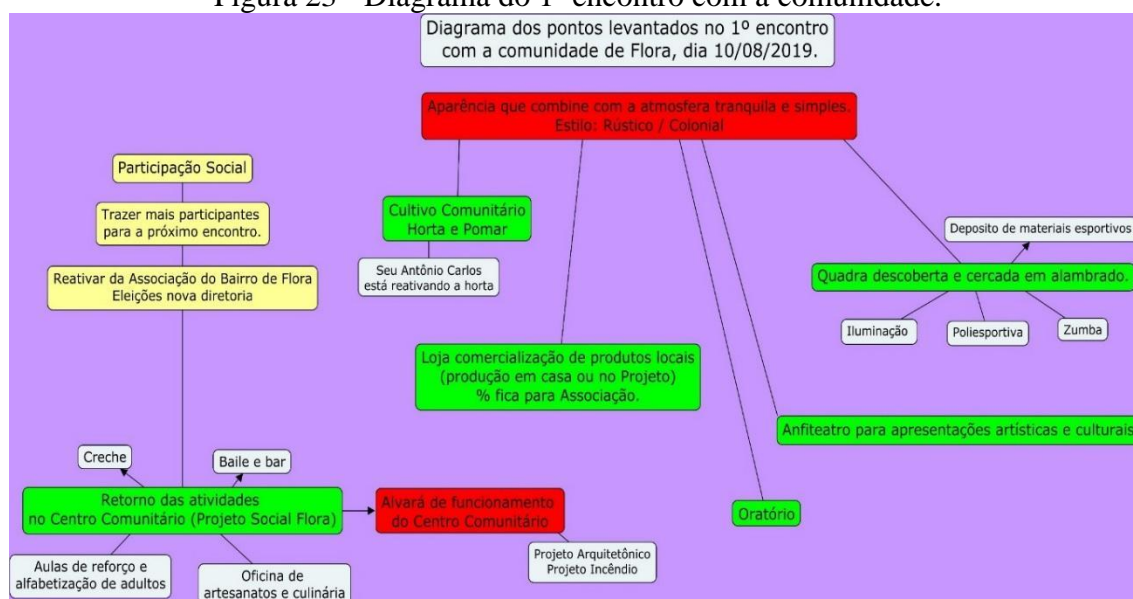 Figura 23 - Diagrama do 1º encontro com a comunidade.
Diagrama dos pontos levantados no 1º encontro
com a comunidade de Flora, dia 10/08/2019.
Aparência que combine com a atmosfera tranquila e simples.
Estilo: Rústico / Colonial
Participação Social
Trazer mais participantes
para a próximo encontro.
Reativar da Associação do Bairro de Flora
Eleições nova diretoria
Cultivo Comunitário
Horta e Pomar
Seu Antônio Carlos
está reativando a horta
Deposito de materiais esportivos
Quadra descoberta e cercada em alambrado.
Iluminação
Poliesportiva
Zumba
Loja comercialização de produtos locais
(produção em casa ou no Projeto)
% fica para Associação.
Anfiteatro para apresentações artísticas e culturais
Oratório
Creche
Baile e bar
Retorno das atividades
no Centro Comunitário (Projeto Social Flora)
Aulas de reforço e
alfabetização de adultos
Oficina de
artesanatos e culinária
Alvará de funcionamento
do Centro Comunitário
Projeto Arquitetônico
Projeto Incêndio